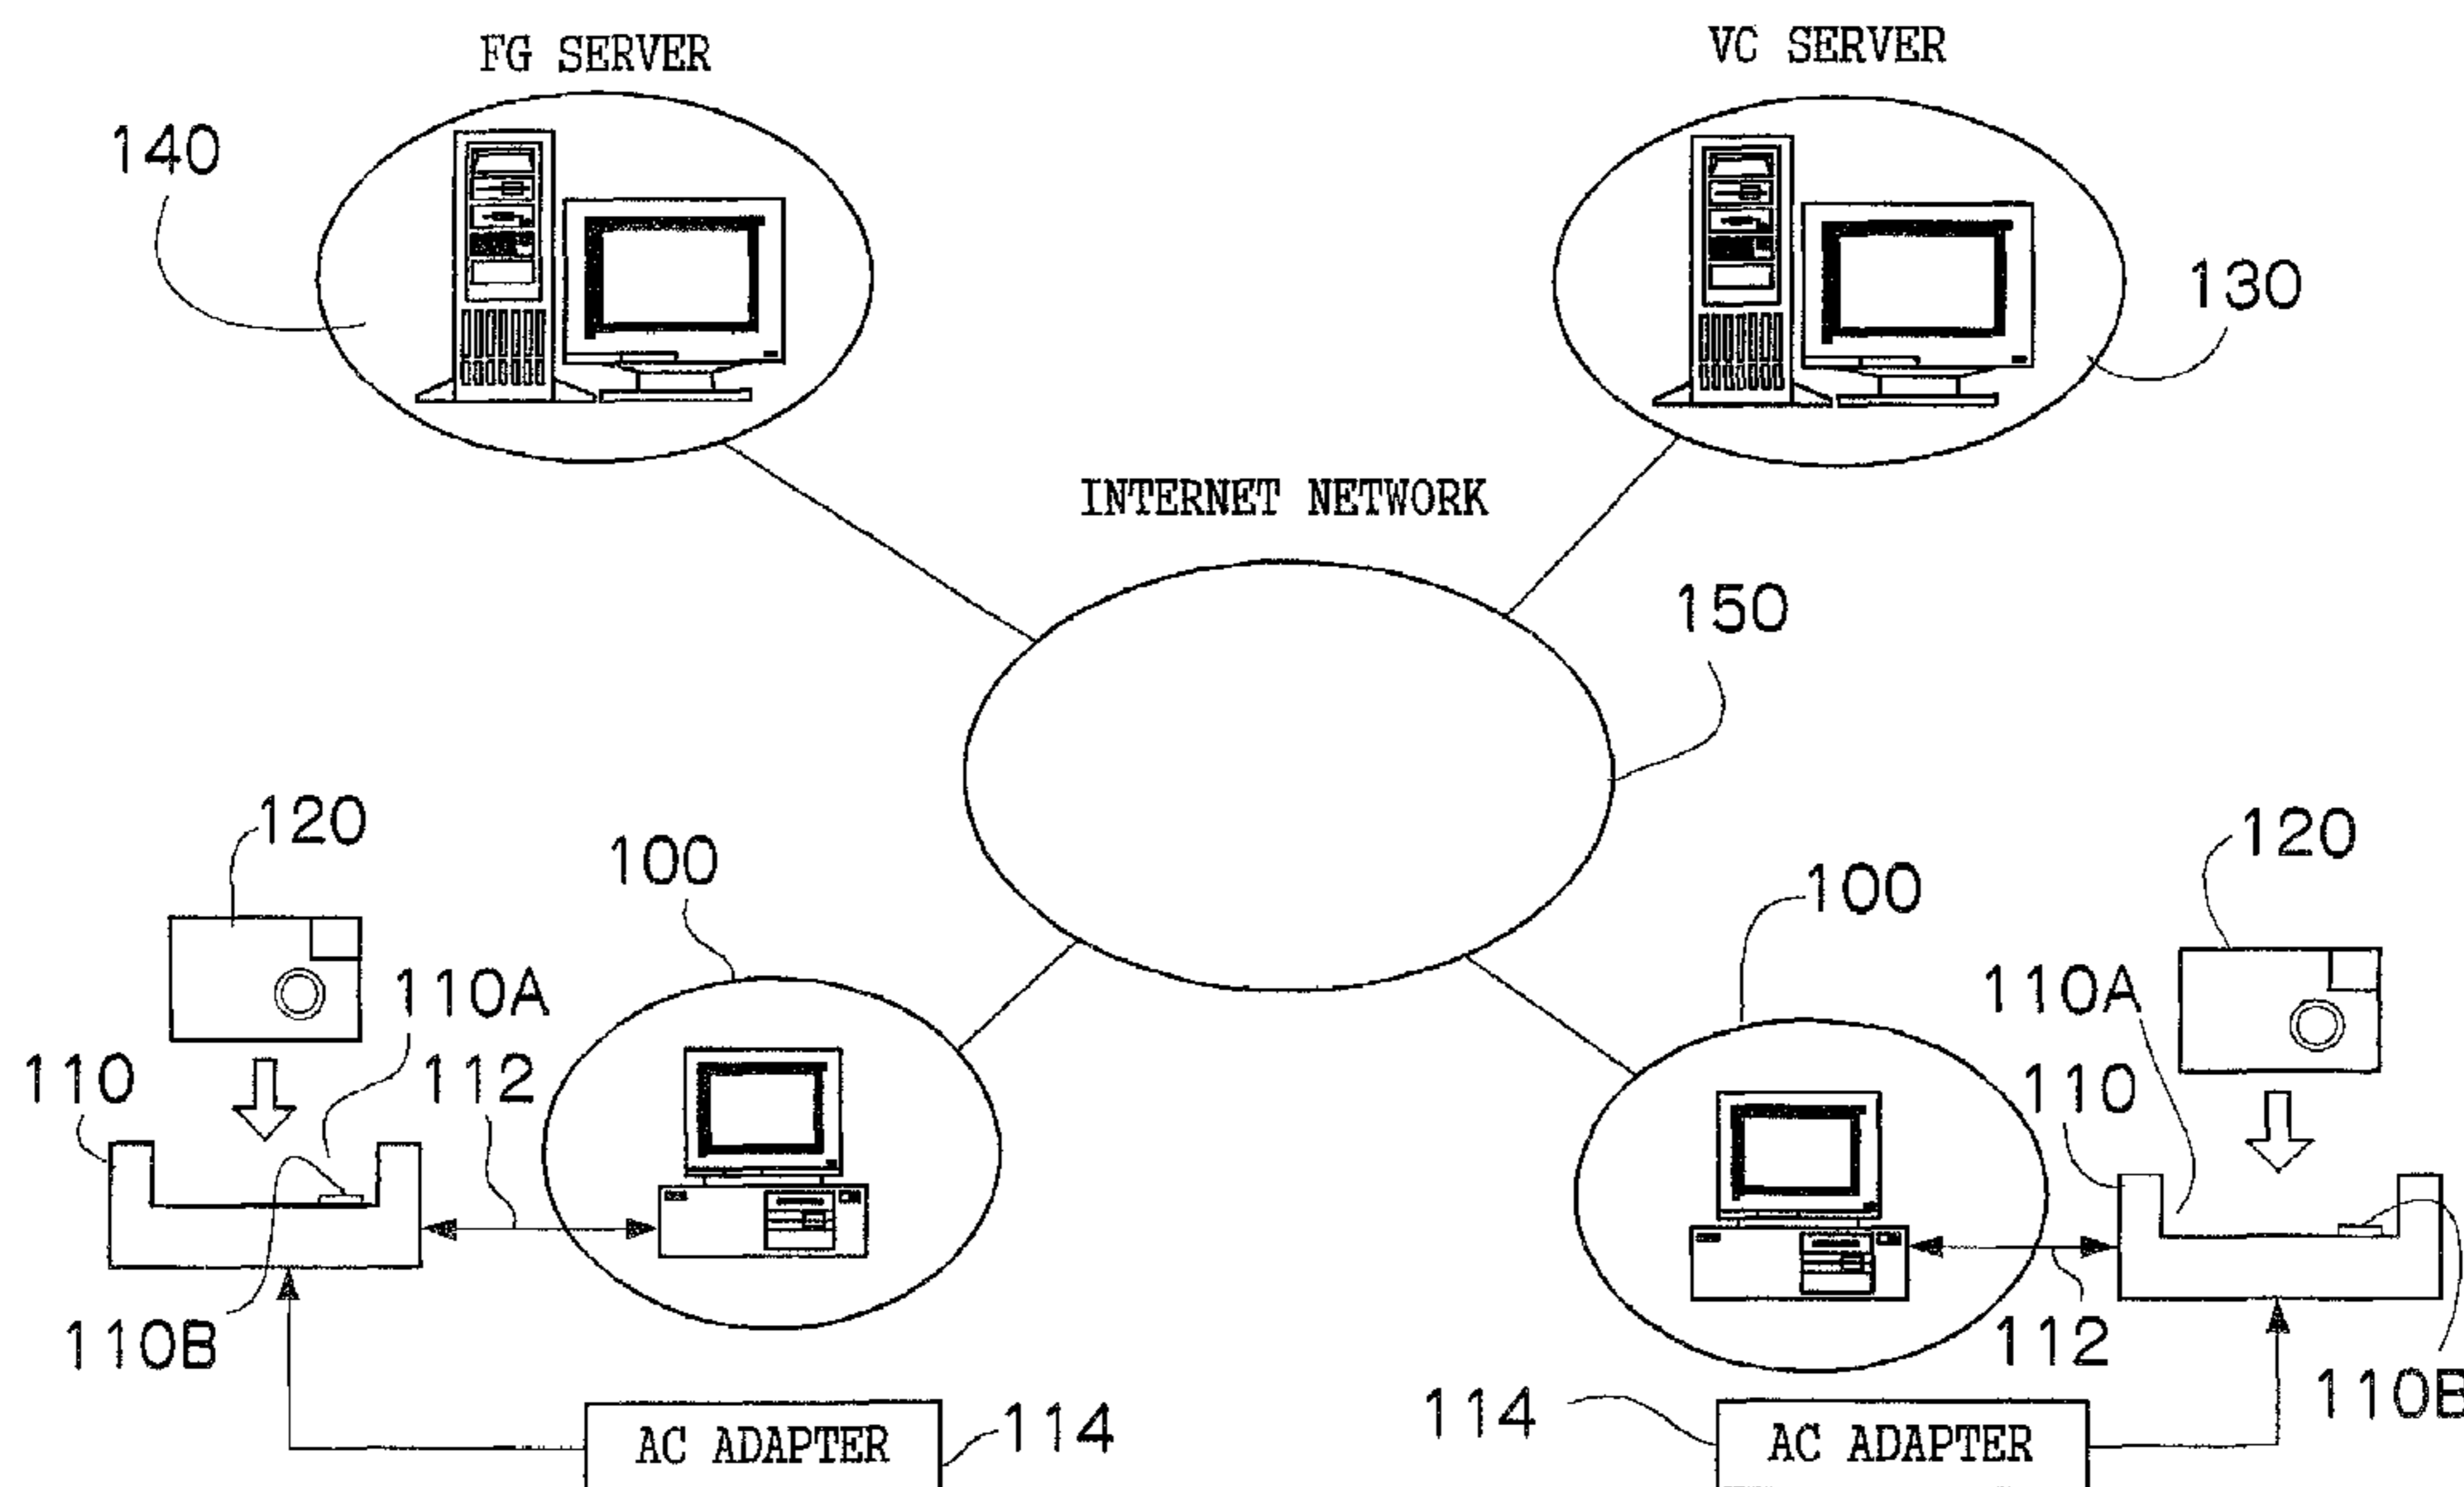 FG SERVER
VC SERVER
140
130
INTERNET NETWORK
150
120
120
100
100
110A
110A
110
112
110
110B
112
110B
AC ADAPTER
114
114
AC ADAPTER